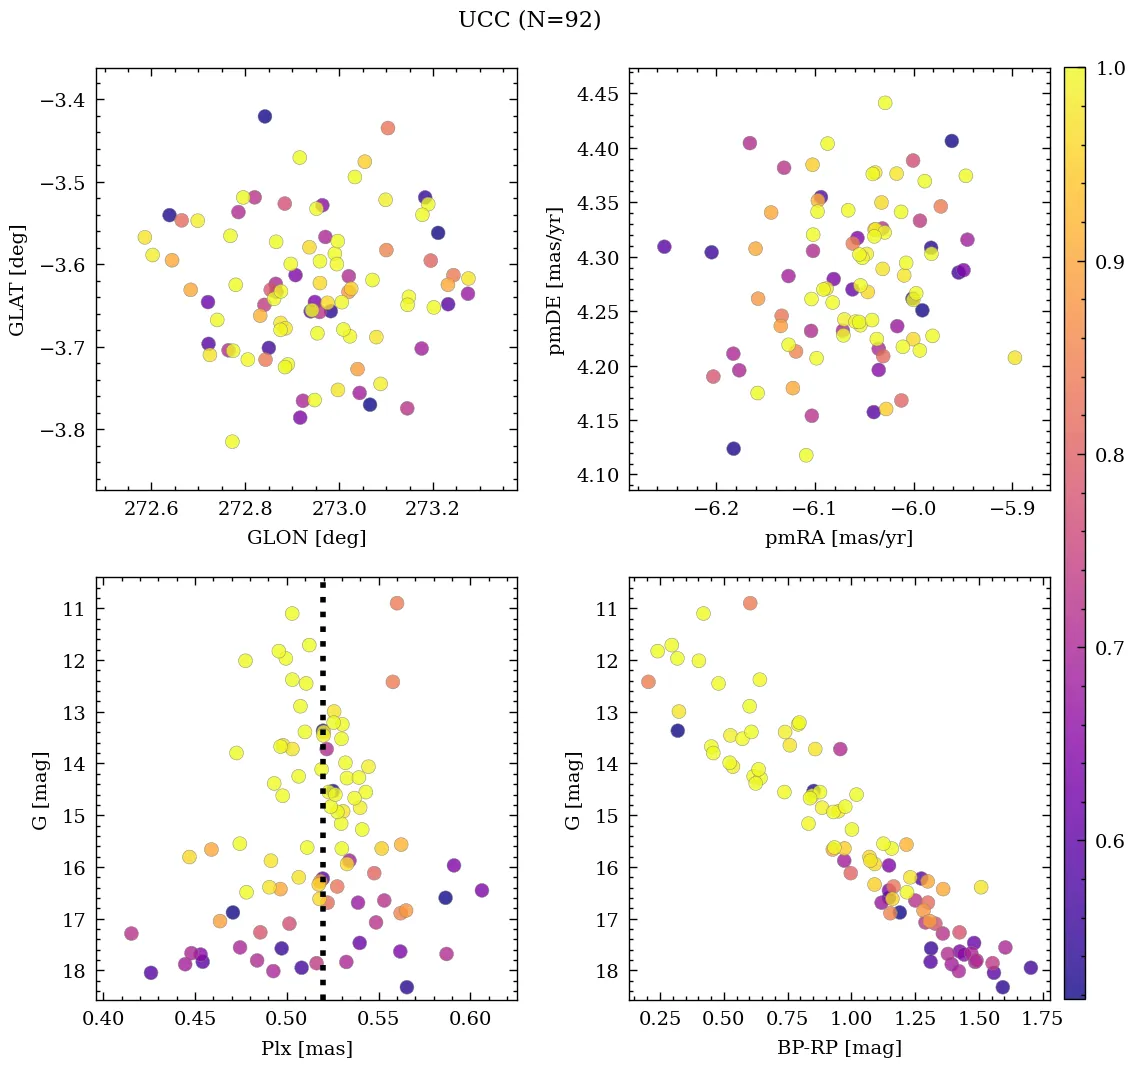 UCC (N=92)
−3.4
−3.5
−3.6
−3.7
−3.8
GLAT [deg]
272.6 272.8 273.0 273.2
GLON [deg]
4.45
4.40
4.35
4.30
4.25
4.20
4.15
4.10
pmDE [mas/yr]
−6.2 −6.1 −6.0 −5.9
pmRA [mas/yr]
11
12
13
14
15
16
17
18
G [mag]
0.40 0.45 0.50 0.55 0.60
Plx [mas]
11
12
13
14
15
16
17
18
G [mag]
0.25 0.50 0.75 1.00 1.25 1.50 1.75
BP-RP [mag]
1.0
0.9
0.8
0.7
0.6